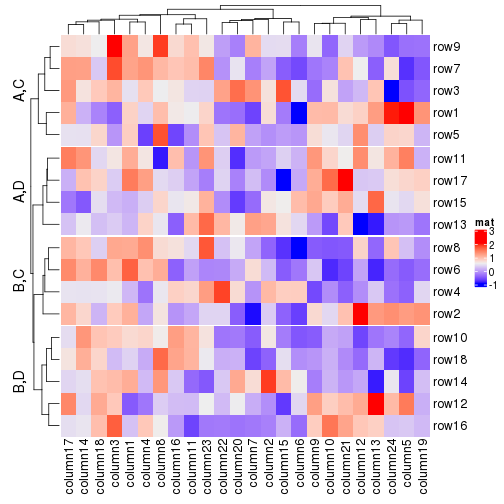 A,C
row9
row7
row3
row1
row5
A,D
row11
row17
row15
row13
B,C
row8
row6
row4
row2
B,D
row10
row18
row14
row12
row16
mat
3
2
1
0
-1
column17
column14
column18
column3
column1
column4
column8
column16
column11
column23
column22
column20
column7
column2
column15
column6
column9
column10
column21
column12
column13
column24
column5
column19